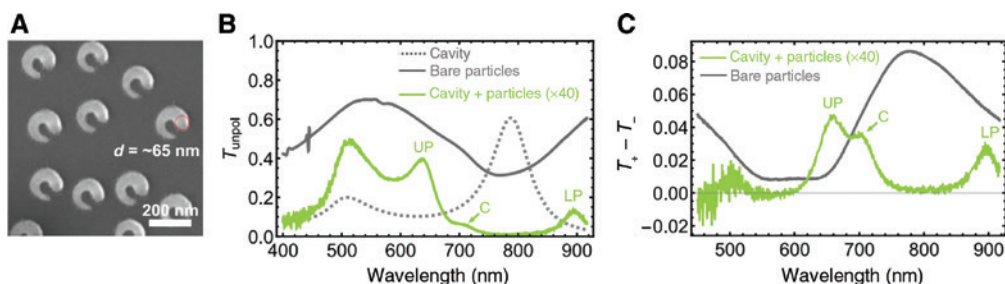 A
d = ~65 nm
200 nm
B
1.0
0.8
0.6
0.4
0.2
0.0
T_unpol
Cavity
Bare particles
Cavity + particles (×40)
UP
C
LP
400 500 600 700 800 900
Wavelength (nm)
C
0.08
0.06
0.04
0.02
0.00
−0.02
T₊ − T₋
Cavity + particles (×40)
Bare particles
UP
C
LP
500 600 700 800 900
Wavelength (nm)